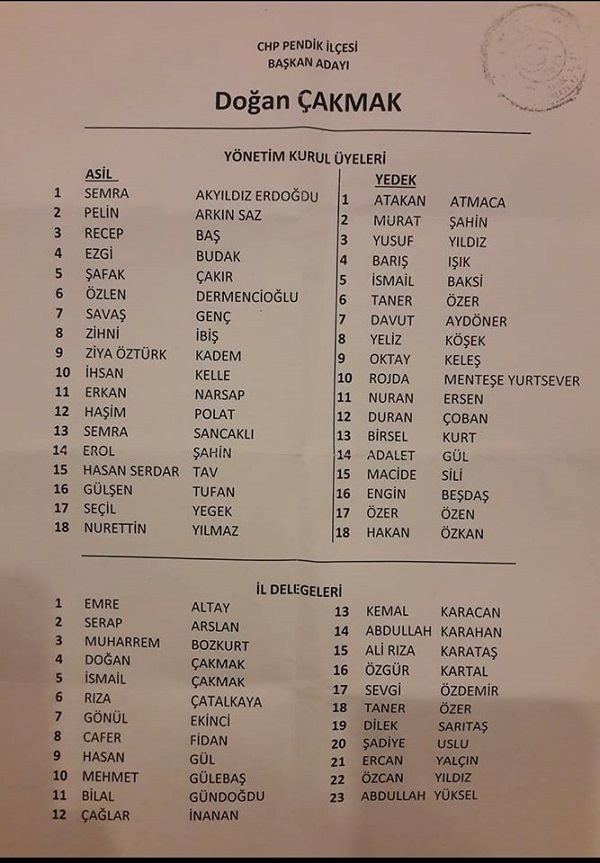 CHP PENDİK İLÇESİ
BAŞKAN ADAYI
Doğan ÇAKMAK
YÖNETİM KURUL ÜYELERİ
ASİL
1 SEMRA AKYILDIZ ERDOĞDU
2 PELİN ARKIN SAZ
3 RECEP BAŞ
4 EZGİ BUDAK
5 ŞAFAK ÇAKIR
6 ÖZLEN DERMENCİOĞLU
7 SAVAŞ GENÇ
8 ZİHNİ İBİŞ
9 ZİYA ÖZTÜRK KADEM
10 İHSAN KELLE
11 ERKAN NARSAP
12 HAŞİM POLAT
13 SEMRA SANCAKLI
14 EROL ŞAHİN
15 HASAN SERDAR TAV
16 GÜLŞEN TUFAN
17 SEÇİL YEGEK
18 NURETTİN YILMAZ
YEDEK
1 ATAKAN ATMACA
2 MURAT ŞAHİN
3 YUSUF YILDIZ
4 BARIŞ IŞIK
5 İSMAİL BAKSİ
6 TANER ÖZER
7 DAVUT AYDÖNER
8 YELİZ KÖŞEK
9 OKTAY KELEŞ
10 ROJDA MENTEŞE YURTSEVER
11 NURAN ERSEN
12 DURAN ÇOBAN
13 BİRSEL KURT
14 ADALET GÜL
15 MACİDE SİLİ
16 ENGİN BEŞDAŞ
17 ÖZER ÖZEN
18 HAKAN ÖZKAN
İL DELEGELERİ
1 EMRE ALTAY
2 SERAP ARSLAN
3 MUHARREM BOZKURT
4 DOĞAN ÇAKMAK
5 İSMAİL ÇAKMAK
6 RIZA ÇATALKAYA
7 GÖNÜL EKİNCİ
8 CAFER FİDAN
9 HASAN GÜL
10 MEHMET GÜLEBAŞ
11 BİLAL GÜNDOĞDU
12 ÇAĞLAR İNANAN
13 KEMAL KARACAN
14 ABDULLAH KARAHAN
15 ALİ RIZA KARATAŞ
16 ÖZGÜR KARTAL
17 SEVGİ ÖZDEMİR
18 TANER ÖZER
19 DİLEK SARITAŞ
20 ŞADİYE USLU
21 ERCAN YALÇIN
22 ÖZCAN YILDIZ
23 ABDULLAH YÜKSEL